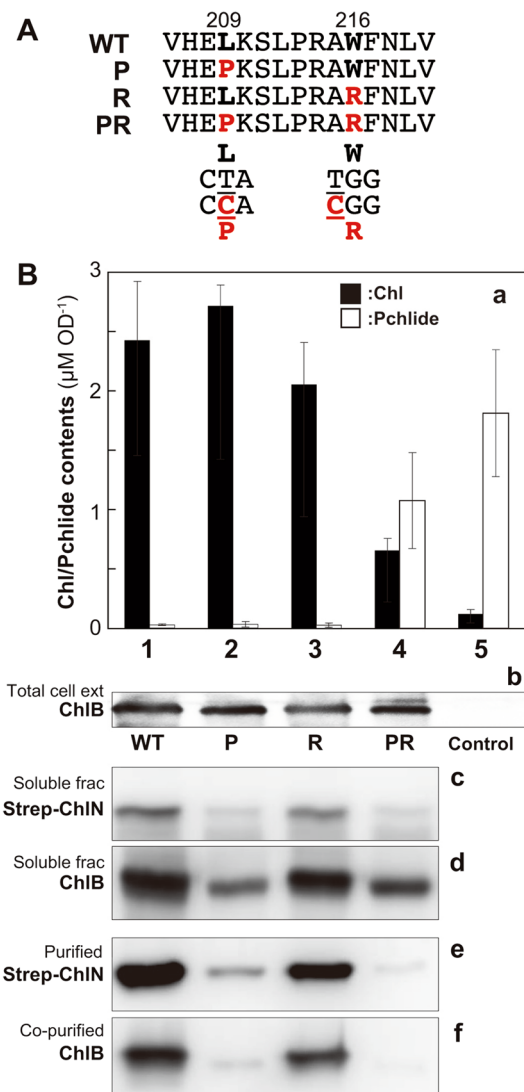 A
209 216
WT VHELKSLPRAWFNLV
P VHEPKSLPRAWFNLV
R VHELKSLPRARFNLV
PR VHEPKSLPRARFNLV
L W
CTA TGG
CCA CGG
P R
B
a
:Chl
:Pchlide
Chl/Pchlide contents (μM OD⁻¹)
3
2
1
0
1 2 3 4 5
b
Total cell ext
ChlB
WT P R PR Control
c
Soluble frac
Strep-ChlN
d
Soluble frac
ChlB
e
Purified
Strep-ChlN
f
Co-purified
ChlB